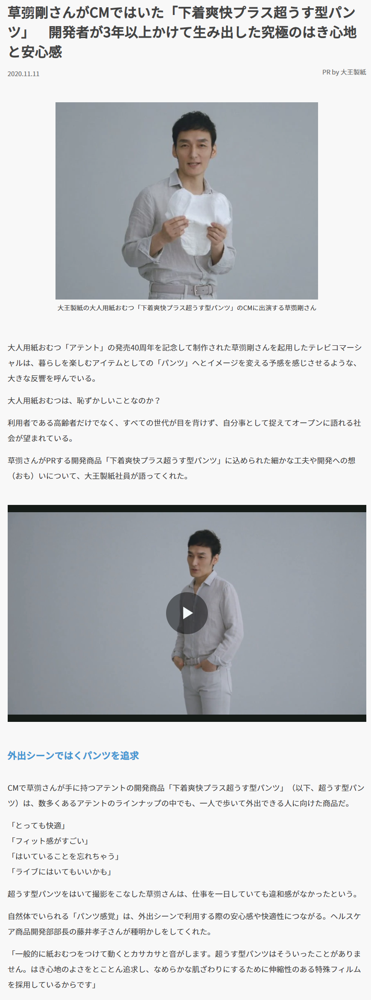 草彅剛さんがCMではいた「下着爽快プラス超うす型パン
ツ」　開発者が3年以上かけて生み出した究極のはき心地
と安心感
2020.11.11
PR by 大王製紙
大王製紙の大人用紙おむつ「下着爽快プラス超うす型パンツ」のCMに出演する草彅剛さん
大人用紙おむつ「アテント」の発売40周年を記念して制作された草彅剛さんを起用したテレビコマーシ
ャルは、暮らしを楽しむアイテムとしての「パンツ」へとイメージを変える予感を感じさせるような、
大きな反響を呼んでいる。
大人用紙おむつは、恥ずかしいことなのか？
利用者である高齢者だけでなく、すべての世代が目を背けず、自分事として捉えてオープンに語れる社
会が望まれている。
草彅さんがPRする開発商品「下着爽快プラス超うす型パンツ」に込められた細かな工夫や開発への想
（おも）いについて、大王製紙社員が語ってくれた。
外出シーンではくパンツを追求
CMで草彅さんが手に持つアテントの開発商品「下着爽快プラス超うす型パンツ」（以下、超うす型パン
ツ）は、数多くあるアテントのラインナップの中でも、一人で歩いて外出できる人に向けた商品だ。
「とっても快適」
「フィット感がすごい」
「はいていることを忘れちゃう」
「ライブにはいてもいいかも」
超うす型パンツをはいて撮影をこなした草彅さんは、仕事を一日していても違和感がなかったという。
自然体でいられる「パンツ感覚」は、外出シーンで利用する際の安心感や快適性につながる。ヘルスケ
ア商品開発部部長の藤井孝子さんが種明かしをしてくれた。
「一般的に紙おむつをつけて動くとカサカサと音がします。超うす型パンツはそういったことがありま
せん。はき心地のよさをとことん追求し、なめらかな肌ざわりにするために伸縮性のある特殊フィルム
を採用しているからです」